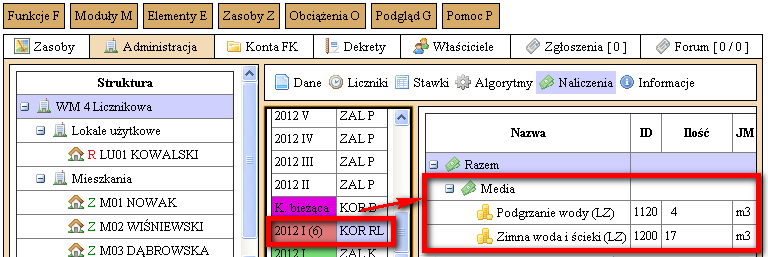 Funkcje F Moduły M Elementy E Zasoby Z Obciążenia O Podgląd G Pomoc P
Zasoby Administracja Konta FK Dekrety Właściciele Zgłoszenia [ 0 ] Forum [ 0 / 0 ]
Struktura
WM 4 Licznikowa
Lokale użytkowe
R LU01 KOWALSKI
Mieszkania
Z M01 NOWAK
Z M02 WIŚNIEWSKI
Z M03 DĄBROWSKA
Dane Liczniki Stawki Algorytmy Naliczenia Informacje
2012 V ZAL P
2012 IV ZAL P
2012 III ZAL P
2012 II ZAL P
K. bieżąca KOR B
2012 I (6) KOR RL
2012 I ZAL K
Nazwa ID Ilość JM
Razem
Media
Podgrzanie wody (LZ) 1120 4 m3
Zimna woda i ścieki (LZ) 1200 17 m3